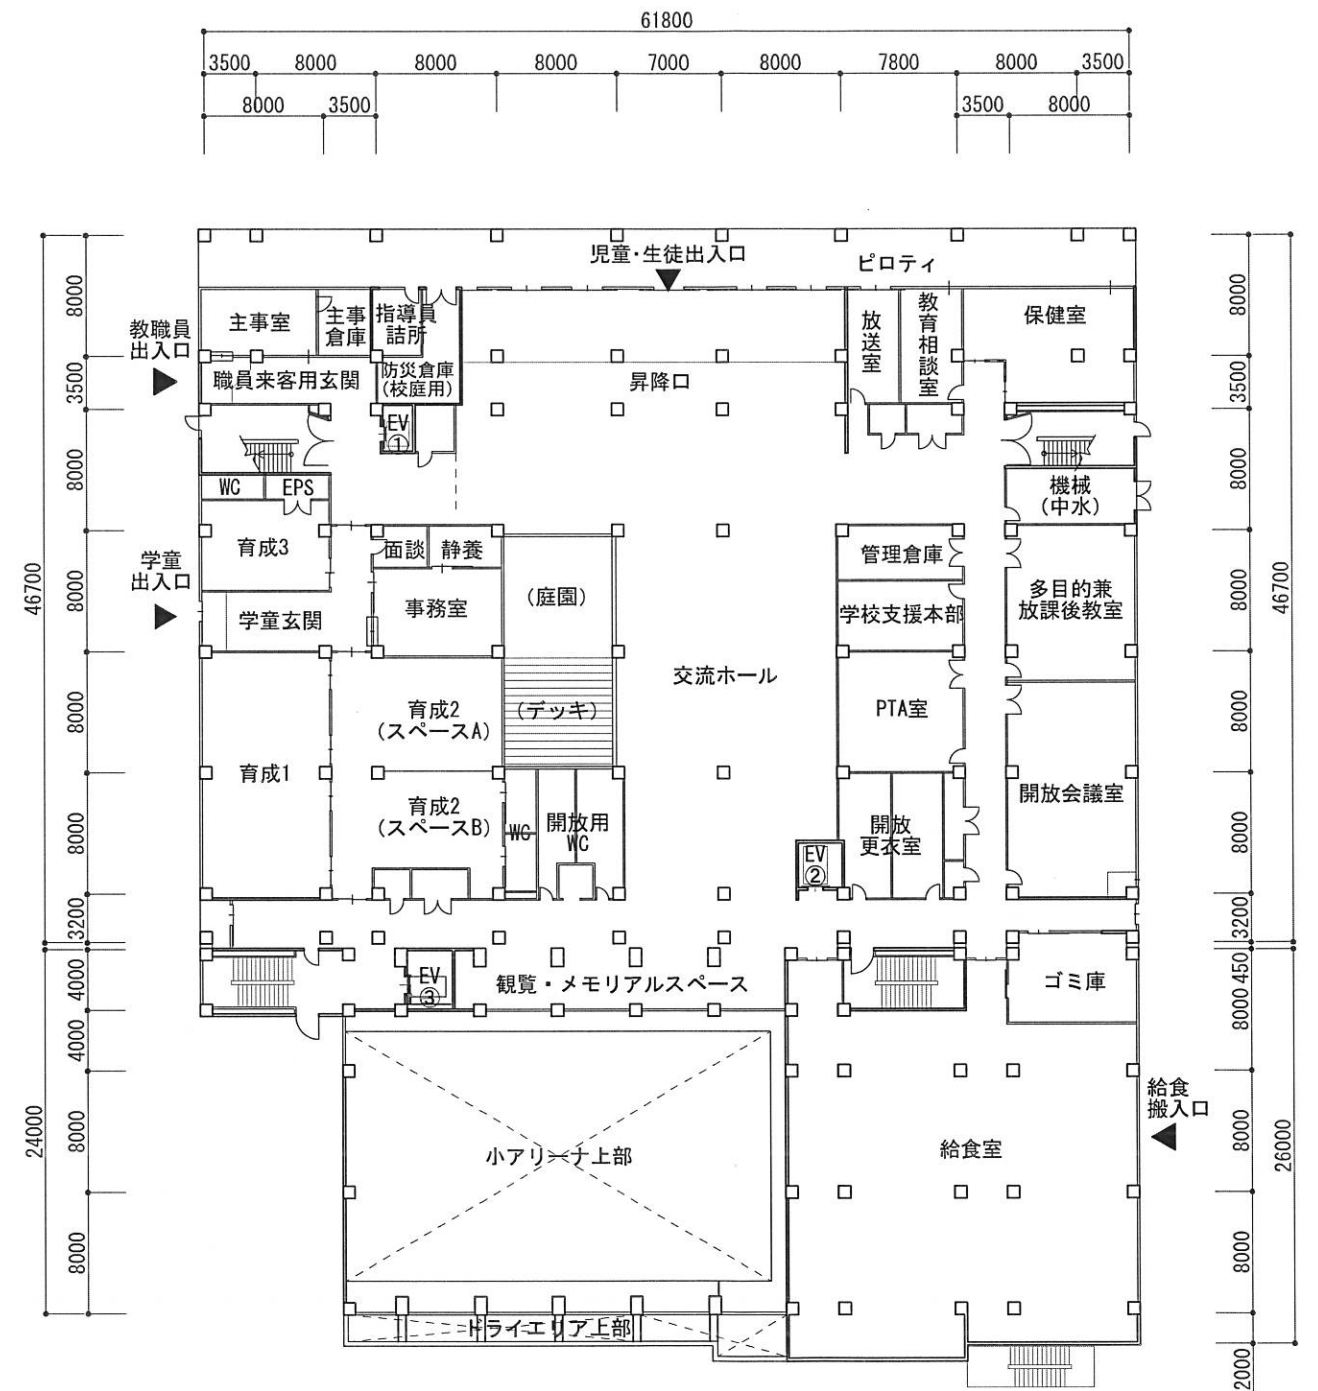 61800
3500 8000 8000 8000 7000 8000 7800 8000 3500
8000 3500 3500 8000
児童・生徒出入口
ピロティ
教職員
出入口
主事室
主事
倉庫
指導員
詰所
放送室
教育相談室
保健室
職員来客用玄関
防災倉庫
(校庭用)
昇降口
EV
①
WC
EPS
機械
(中水)
育成3
面談
静養
(庭園)
管理倉庫
多目的兼
放課後教室
学童
出入口
学童玄関
事務室
学校支援本部
交流ホール
育成2
(スペースA)
(デッキ)
PTA室
育成1
育成2
(スペースB)
WC
開放用
WC
EV
②
開放
更衣室
開放会議室
EV
③
観覧・メモリアルスペース
ゴミ庫
小アリーナ上部
給食室
給食
搬入口
ドライエリア上部
46700
24000
8000
3500
8000
8000
8000
8000
3200
4000
4000
8000
8000
8000
3500
8000
8000
8000
8000
3200
450
8000
8000
8000
2000
46700
26000